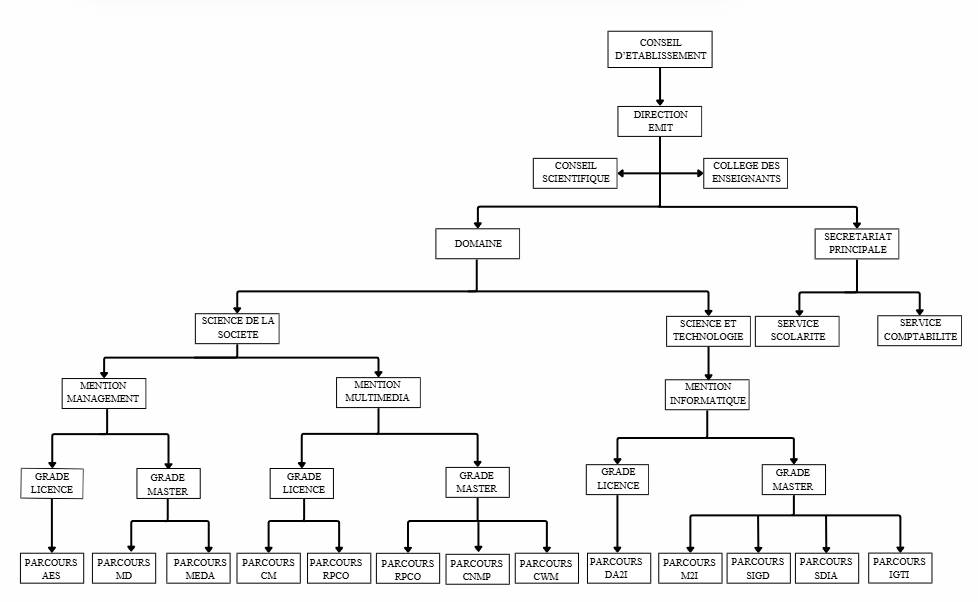 CONSEIL
D'ETABLISSEMENT
DIRECTION
EMIT
CONSEIL
SCIENTIFIQUE
COLLEGE DES
ENSEIGNANTS
DOMAINE
SECRETARIAT
PRINCIPALE
SCIENCE DE LA
SOCIETE
SCIENCE ET
TECHNOLOGIE
SERVICE
SCOLARITE
SERVICE
COMPTABILITE
MENTION
MANAGEMENT
MENTION
MULTIMEDIA
MENTION
INFORMATIQUE
GRADE
LICENCE
GRADE
MASTER
GRADE
LICENCE
GRADE
MASTER
GRADE
LICENCE
GRADE
MASTER
PARCOURS
AES
PARCOURS
MD
PARCOURS
MEDA
PARCOURS
CM
PARCOURS
RPCO
PARCOURS
RPCO
PARCOURS
CNMP
PARCOURS
CWM
PARCOURS
DA2I
PARCOURS
M2I
PARCOURS
SIGD
PARCOURS
SDIA
PARCOURS
IGTI